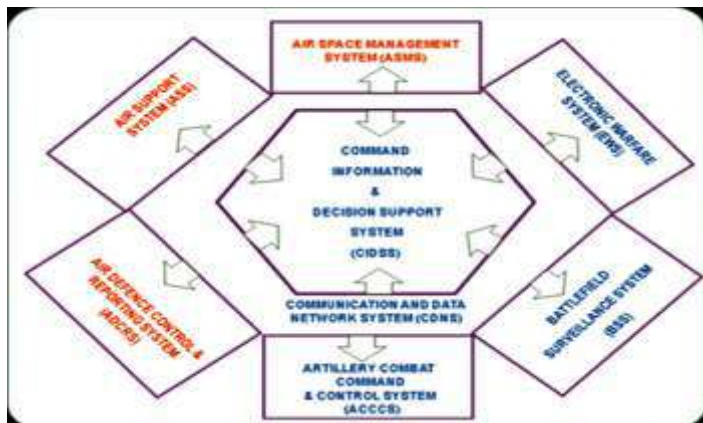 AIR SPACE MANAGEMENT
SYSTEM (ASMS)
AIR SUPPORT
SYSTEM (ASS)
ELECTRONIC WARFARE
SYSTEM (EWS)
COMMAND
INFORMATION
&
DECISION SUPPORT
SYSTEM
(CIDSS)
AIR DEFENCE CONTROL &
REPORTING SYSTEM
(ADCRS)
BATTLEFIELD
SURVEILLANCE SYSTEM
(BSS)
COMMUNICATION AND DATA
NETWORK SYSTEM (CDNS)
ARTILLERY COMBAT
COMMAND
& CONTROL SYSTEM
(ACCCS)